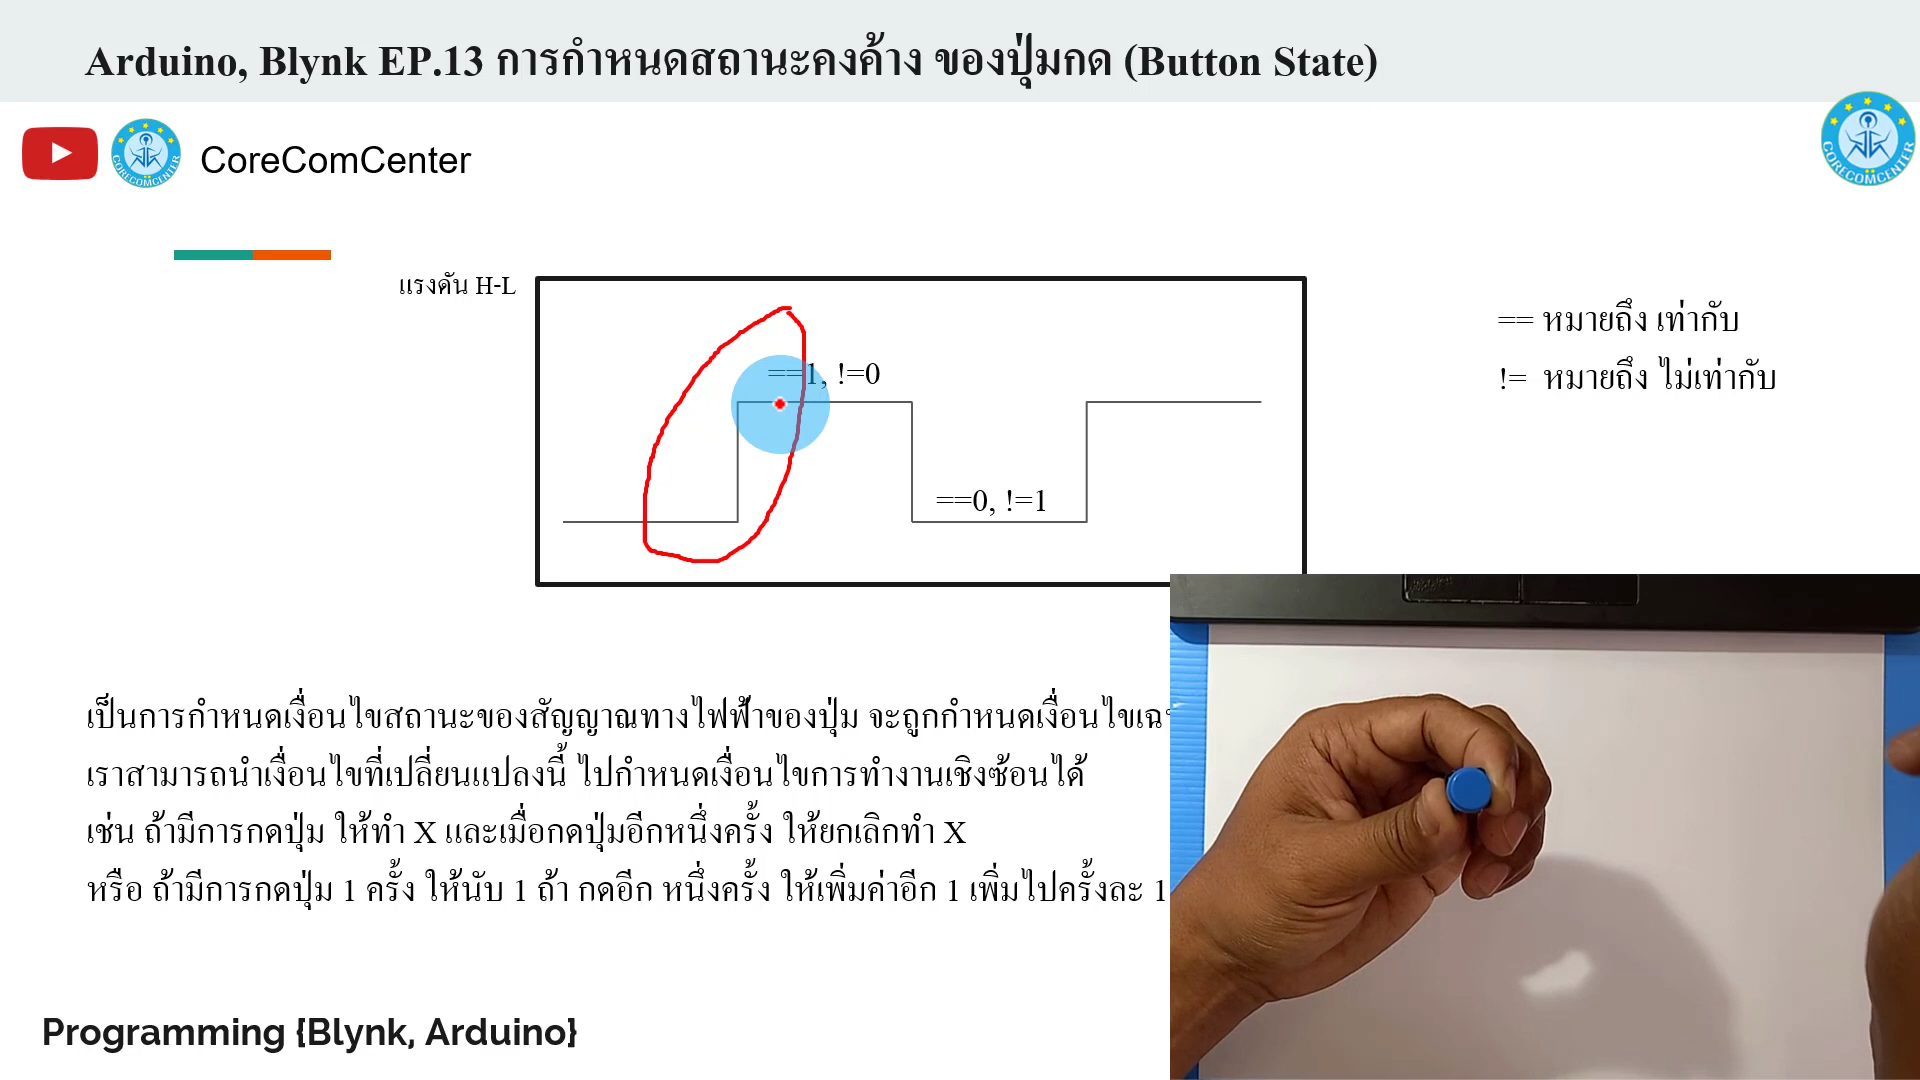 Arduino, Blynk EP.13 การกำหนดสถานะคงค้าง ของปุ่มกด (Button State)
CORECOMCENTER
CoreComCenter
CORECOMCENTER
แรงดัน H-L
==1, !=0
==0, !=1
== หมายถึง เท่ากับ
!= หมายถึง ไม่เท่ากับ
เป็นการกำหนดเงื่อนไขสถานะของสัญญาณทางไฟฟ้าของปุ่ม จะถูกกำหนดเงื่อนไข
เราสามารถนำเงื่อนไขที่เปลี่ยนแปลงนี้ ไปกำหนดเงื่อนไขการทำงานเชิงซ้อนได้
เช่น ถ้ามีการกดปุ่ม ให้ทำ X และเมื่อกดปุ่มอีกหนึ่งครั้ง ให้ยกเลิกทำ X
หรือ ถ้ามีการกดปุ่ม 1 ครั้ง ให้นับ 1 ถ้า กดอีก หนึ่งครั้ง ให้เพิ่มค่าอีก 1 เพิ่มไปครั้งละ 1
Programming {Blynk, Arduino}